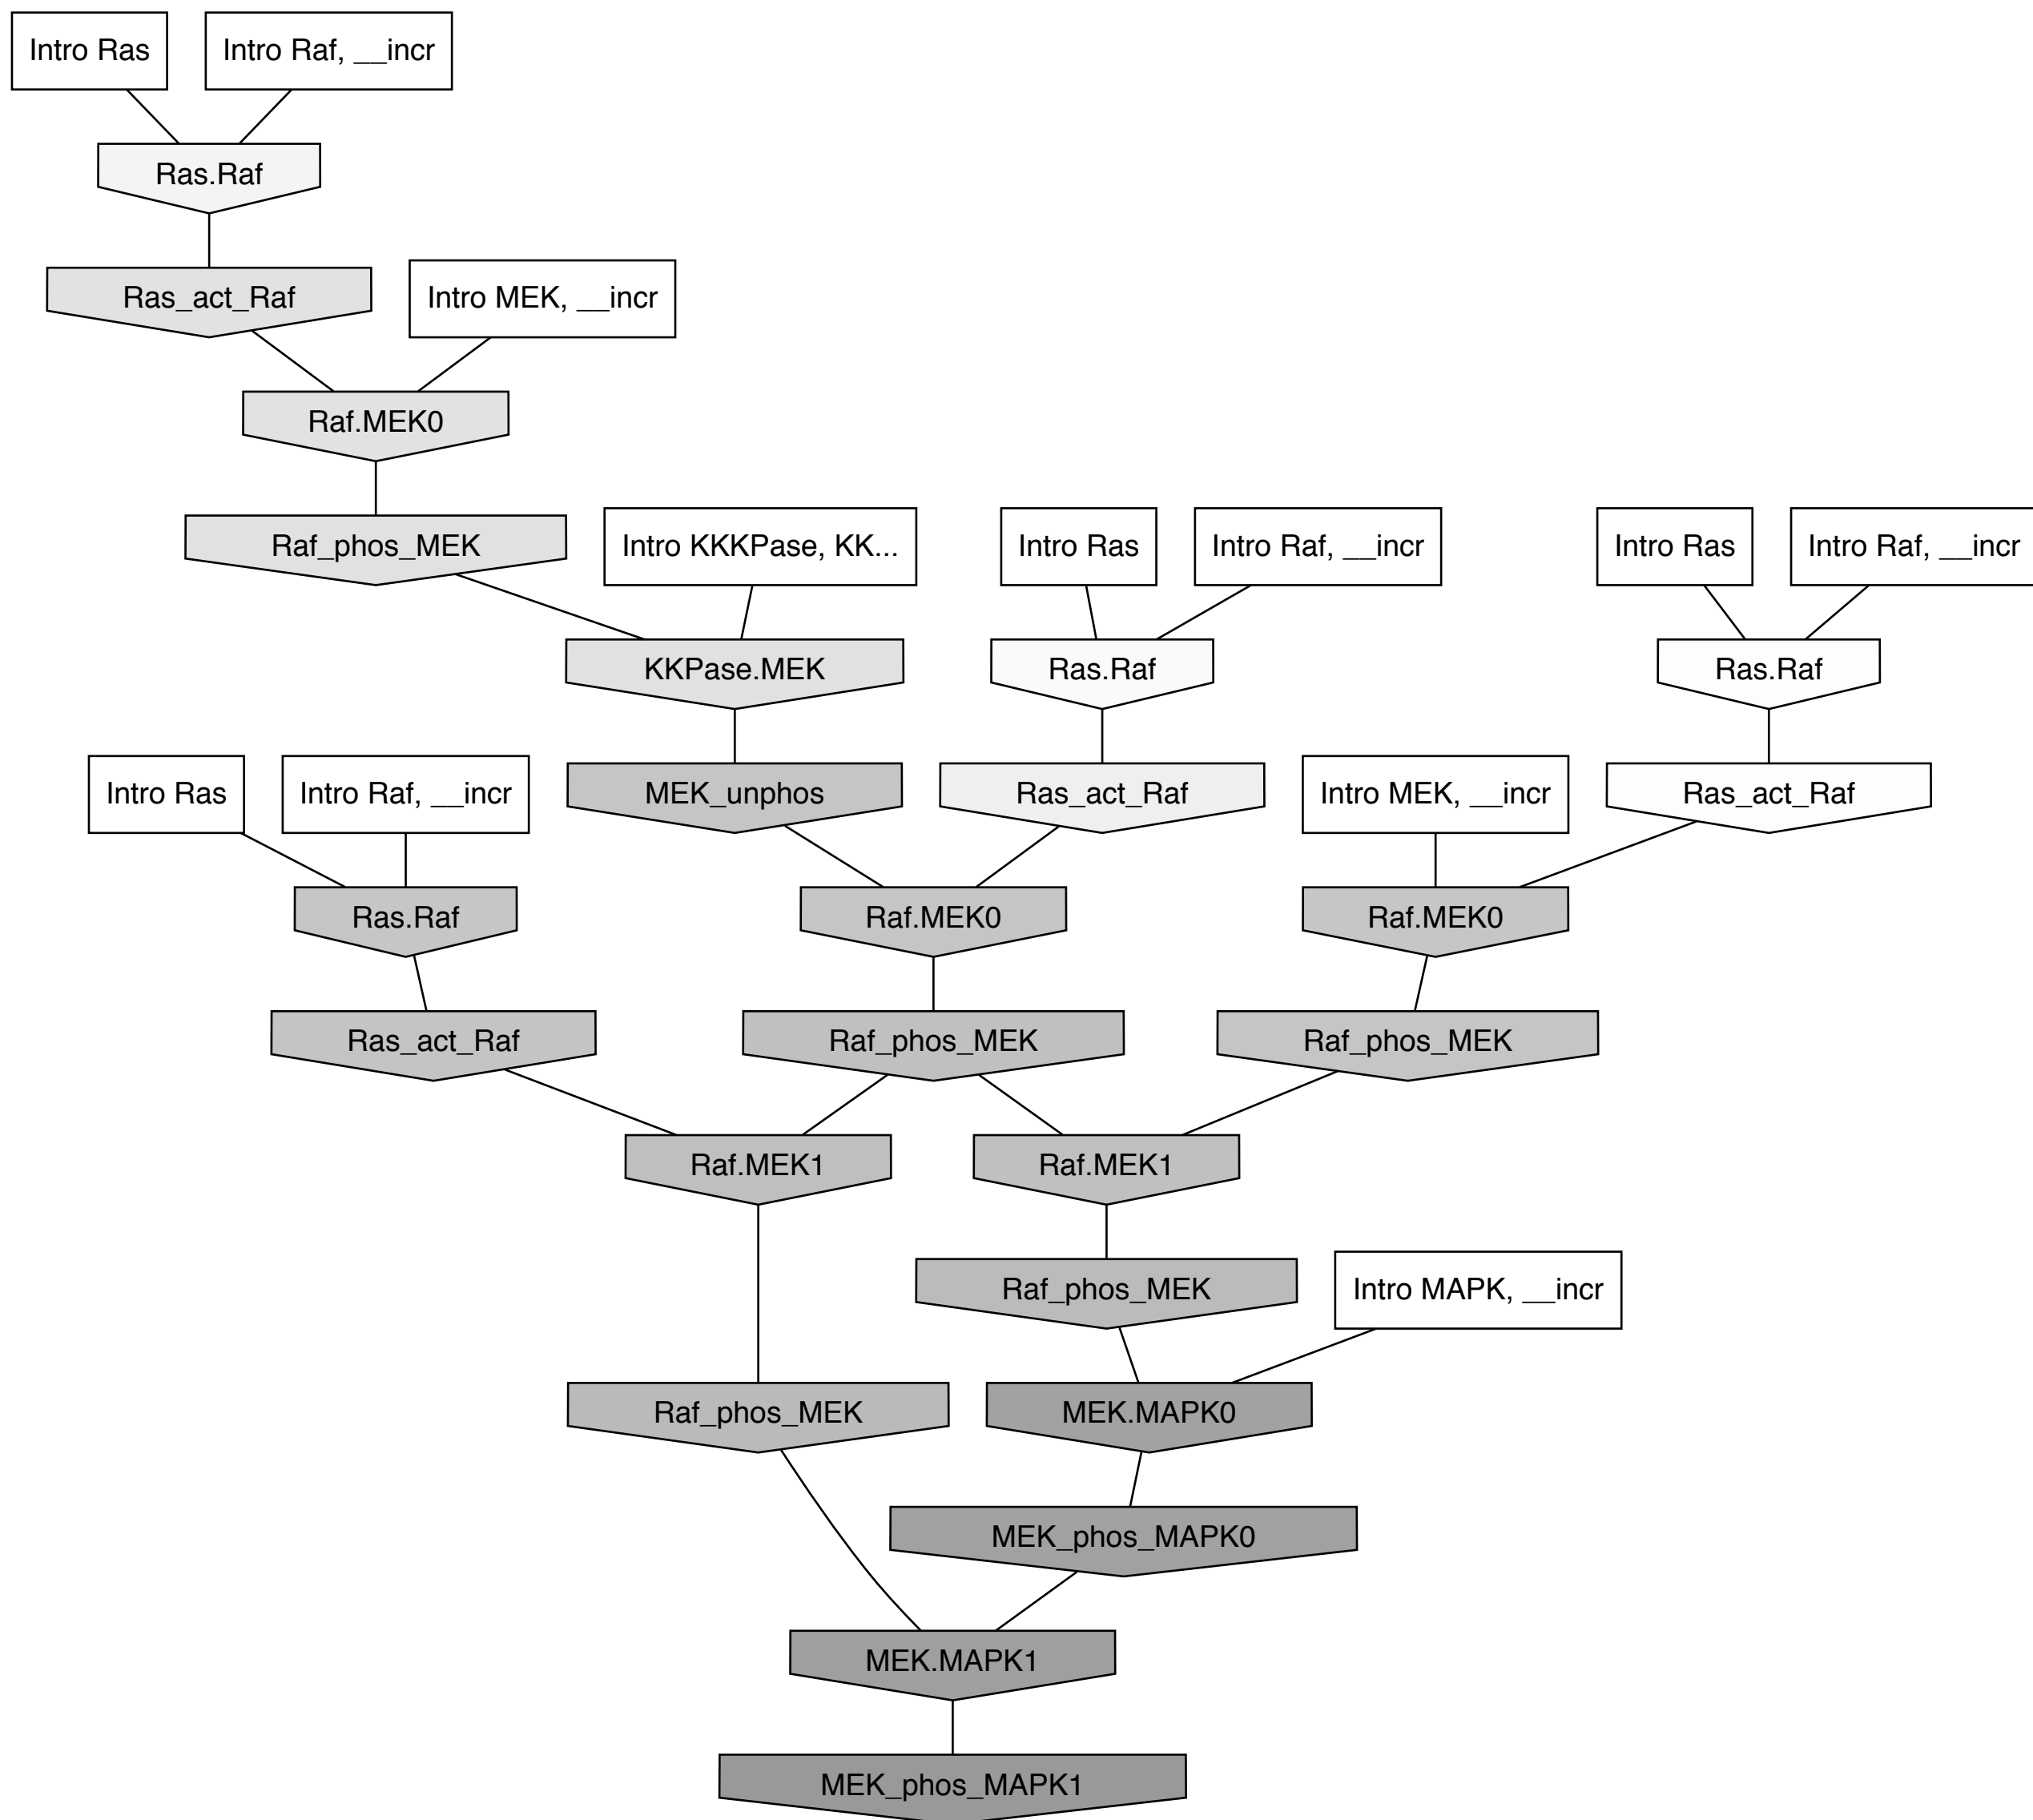 Intro Ras
Intro Raf, __incr
Ras.Raf
Ras_act_Raf
Intro MEK, __incr
Raf.MEK0
Raf_phos_MEK
Intro KKKPase, KK...
Intro Ras
Intro Raf, __incr
Intro Ras
Intro Raf, __incr
KKPase.MEK
Ras.Raf
Ras.Raf
Intro Ras
Intro Raf, __incr
MEK_unphos
Ras_act_Raf
Intro MEK, __incr
Ras_act_Raf
Ras.Raf
Raf.MEK0
Raf.MEK0
Ras_act_Raf
Raf_phos_MEK
Raf_phos_MEK
Raf.MEK1
Raf.MEK1
Raf_phos_MEK
Intro MAPK, __incr
Raf_phos_MEK
MEK.MAPK0
MEK_phos_MAPK0
MEK.MAPK1
MEK_phos_MAPK1